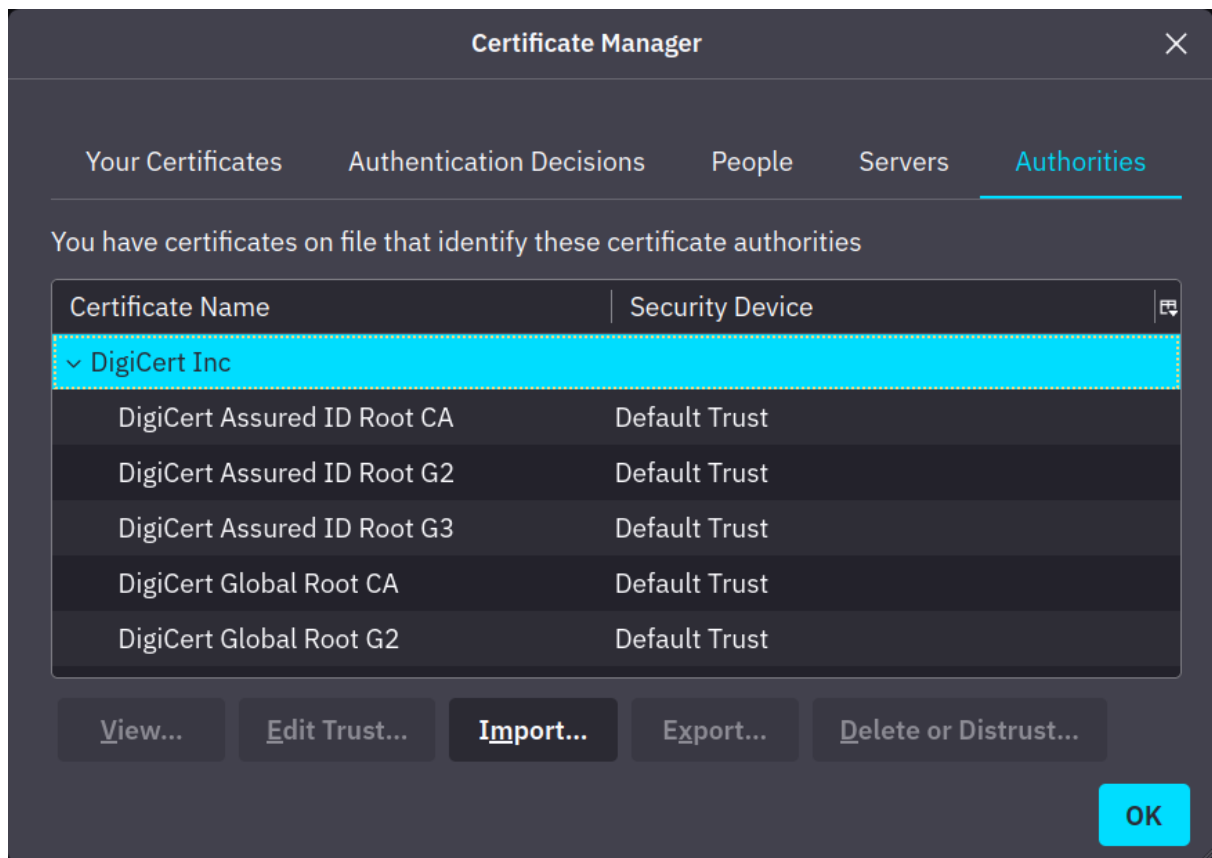 Certificate Manager
Your Certificates Authentication Decisions People Servers Authorities
You have certificates on file that identify these certificate authorities
Certificate Name Security Device
DigiCert Inc
DigiCert Assured ID Root CA Default Trust
DigiCert Assured ID Root G2 Default Trust
DigiCert Assured ID Root G3 Default Trust
DigiCert Global Root CA Default Trust
DigiCert Global Root G2 Default Trust
View... Edit Trust... Import... Export... Delete or Distrust...
OK